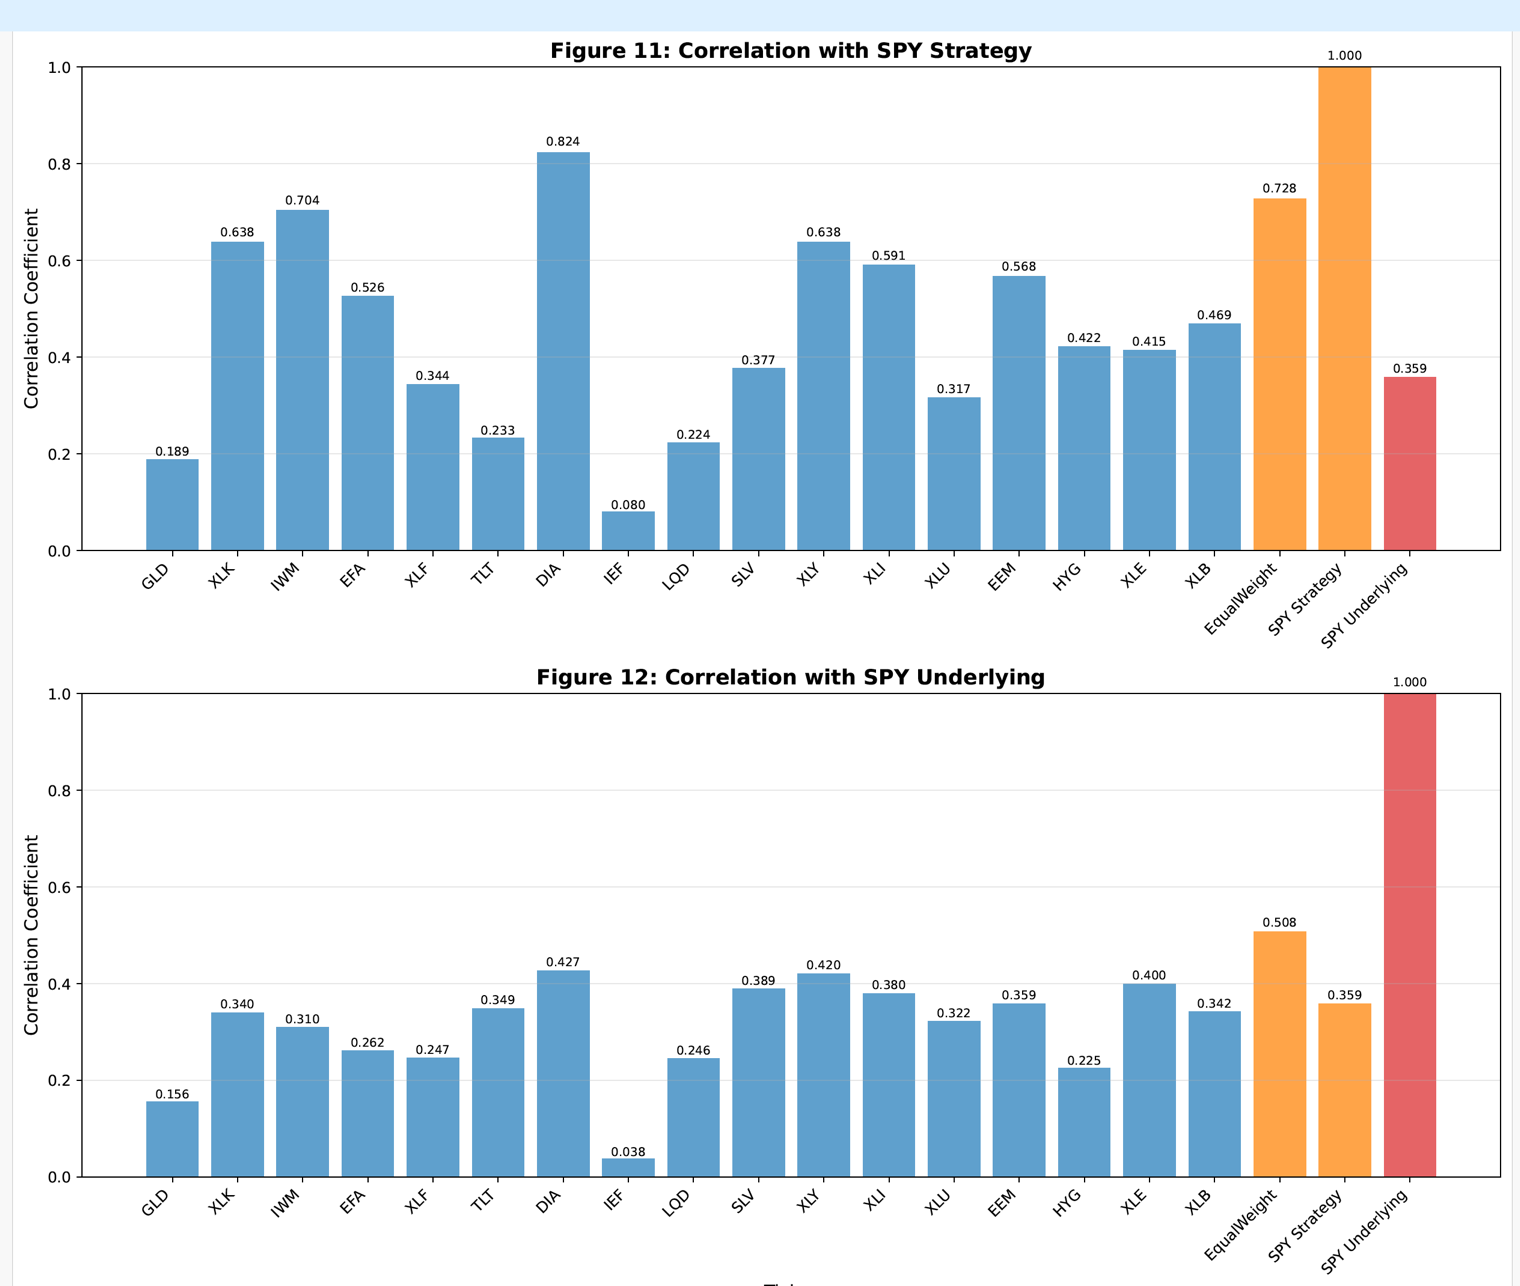 Figure 11: Correlation with SPY Strategy
Correlation Coefficient
1.0
0.8
0.6
0.4
0.2
0.0
0.189
0.638
0.704
0.526
0.344
0.233
0.824
0.080
0.224
0.377
0.638
0.591
0.317
0.568
0.422
0.415
0.469
0.728
1.000
0.359
GLD
XLK
IWM
EFA
XLF
TLT
DIA
IEF
LQD
SLV
XLY
XLI
XLU
EEM
HYG
XLE
XLB
EqualWeight
SPY Strategy
SPY Underlying
Figure 12: Correlation with SPY Underlying
Correlation Coefficient
1.0
0.8
0.6
0.4
0.2
0.0
0.156
0.340
0.310
0.262
0.247
0.349
0.427
0.038
0.246
0.389
0.420
0.380
0.322
0.359
0.225
0.400
0.342
0.508
0.359
1.000
GLD
XLK
IWM
EFA
XLF
TLT
DIA
IEF
LQD
SLV
XLY
XLI
XLU
EEM
HYG
XLE
XLB
EqualWeight
SPY Strategy
SPY Underlying